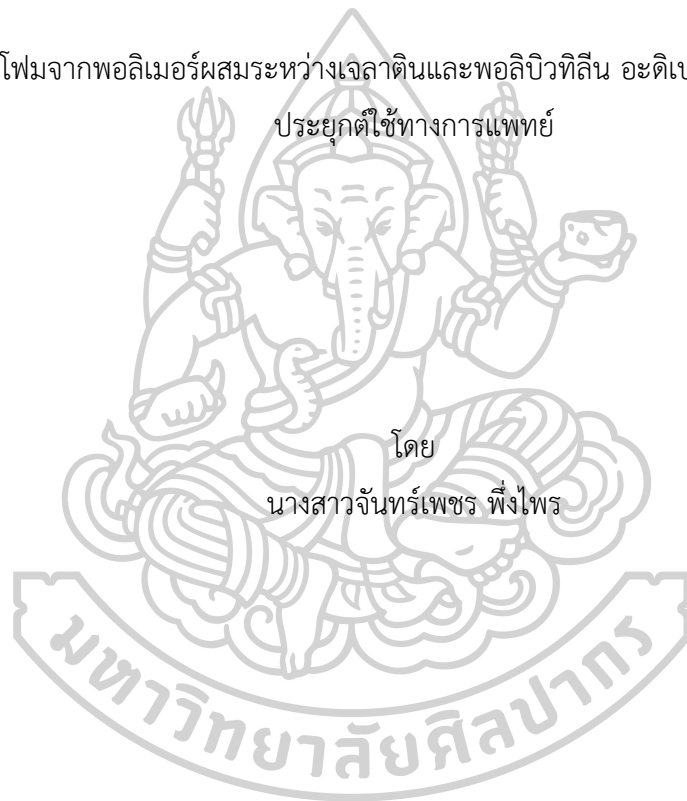 โฟมจากพอลิเมอร์ผสมระหว่างเจลาตินและพอลิบิวทิลีน
ประยุกต์ใช้ทางการแพทย์
โดย
นางสาวจันทร์เพชร พึ่งไพร
มหาวิทยาลัยศิลปากร